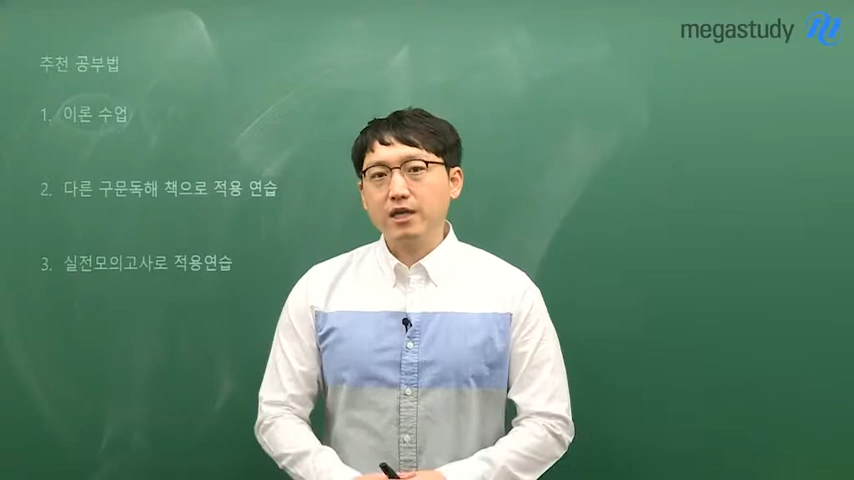 megastudy
추천 공부법
1. 이론 수업
2. 다른 구문독해 책으로 적용 연습
3. 실전모의고사로 적용연습